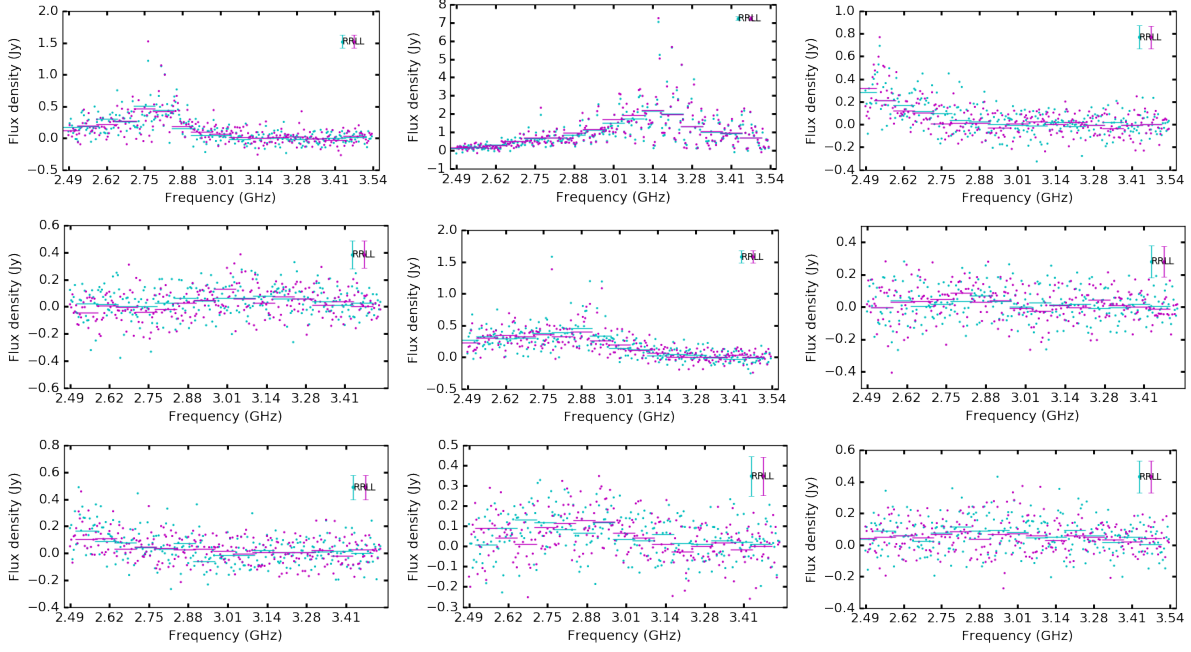 Flux density (Jy)
2.0
1.5
1.0
0.5
0.0
−0.5
RRLL
2.49 2.62 2.75 2.88 3.01 3.14 3.28 3.41 3.54
Frequency (GHz)
Flux density (Jy)
8
7
6
5
4
3
2
1
0
−1
RRLL
2.49 2.62 2.75 2.88 3.01 3.14 3.28 3.41 3.54
Frequency (GHz)
Flux density (Jy)
1.0
0.8
0.6
0.4
0.2
0.0
−0.2
−0.4
RRLL
2.49 2.62 2.75 2.88 3.01 3.14 3.28 3.41 3.54
Frequency (GHz)
Flux density (Jy)
0.6
0.4
0.2
0.0
−0.2
−0.4
−0.6
RRLL
2.49 2.62 2.75 2.88 3.01 3.14 3.28 3.41
Frequency (GHz)
Flux density (Jy)
2.0
1.5
1.0
0.5
0.0
−0.5
RRLL
2.49 2.62 2.75 2.88 3.01 3.14 3.28 3.41 3.54
Frequency (GHz)
Flux density (Jy)
0.4
0.2
0.0
−0.2
−0.4
RRLL
2.49 2.62 2.75 2.88 3.01 3.14 3.28 3.41
Frequency (GHz)
Flux density (Jy)
0.8
0.6
0.4
0.2
0.0
−0.2
−0.4
RRLL
2.49 2.62 2.75 2.88 3.01 3.14 3.28 3.41
Frequency (GHz)
Flux density (Jy)
0.5
0.4
0.3
0.2
0.1
0.0
−0.1
−0.2
−0.3
RRLL
2.49 2.62 2.75 2.88 3.01 3.14 3.28 3.41
Frequency (GHz)
Flux density (Jy)
0.6
0.4
0.2
0.0
−0.2
−0.4
RRLL
2.49 2.62 2.75 2.88 3.01 3.14 3.28 3.41 3.54
Frequency (GHz)